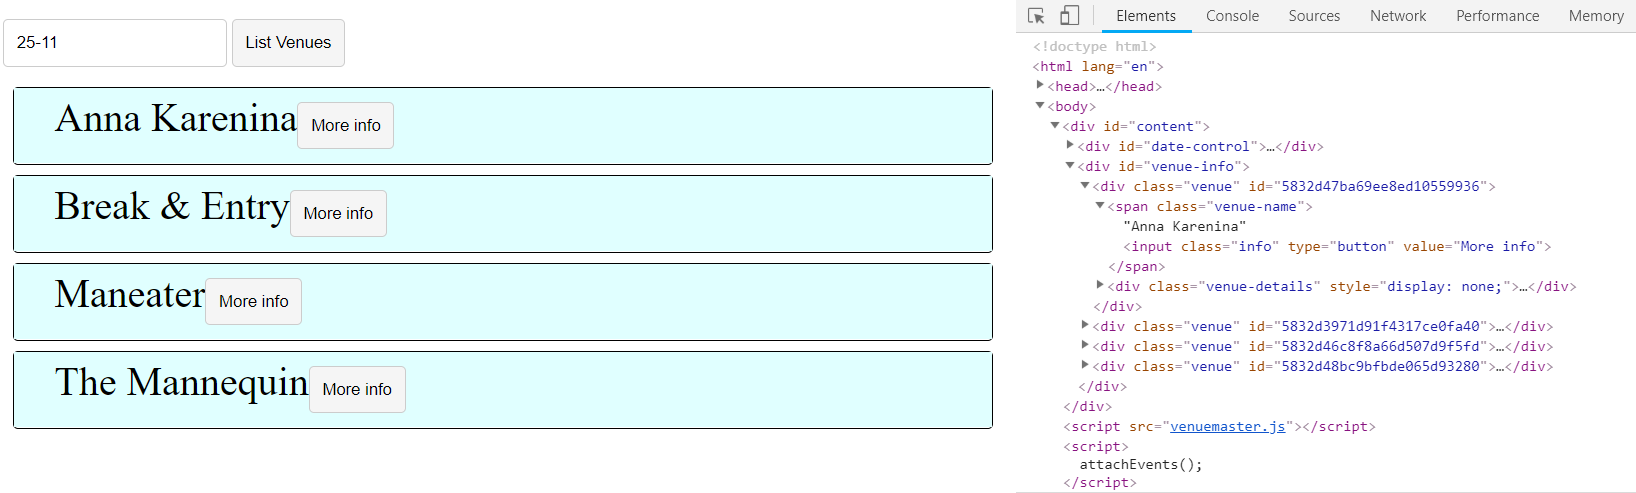 25-11 List Venues
Anna Karenina More info
Break & Entry More info
Maneater More info
The Mannequin More info
Elements Console Sources Network Performance Memory
<!doctype html>
<html lang="en">
<head>…</head>
<body>
<div id="content">
<div id="date-control">…</div>
<div id="venue-info">
<div class="venue" id="5832d47ba69ee8ed10559936">
<span class="venue-name">
"Anna Karenina"
<input class="info" type="button" value="More info">
</span>
<div class="venue-details" style="display: none;">…</div>
</div>
<div class="venue" id="5832d3971d91f4317ce0fa40">…</div>
<div class="venue" id="5832d46c8f8a66d507d9f5fd">…</div>
<div class="venue" id="5832d48bc9bfbde065d93280">…</div>
</div>
</div>
<script src="venuemaster.js"></script>
<script>
attachEvents();
</script>